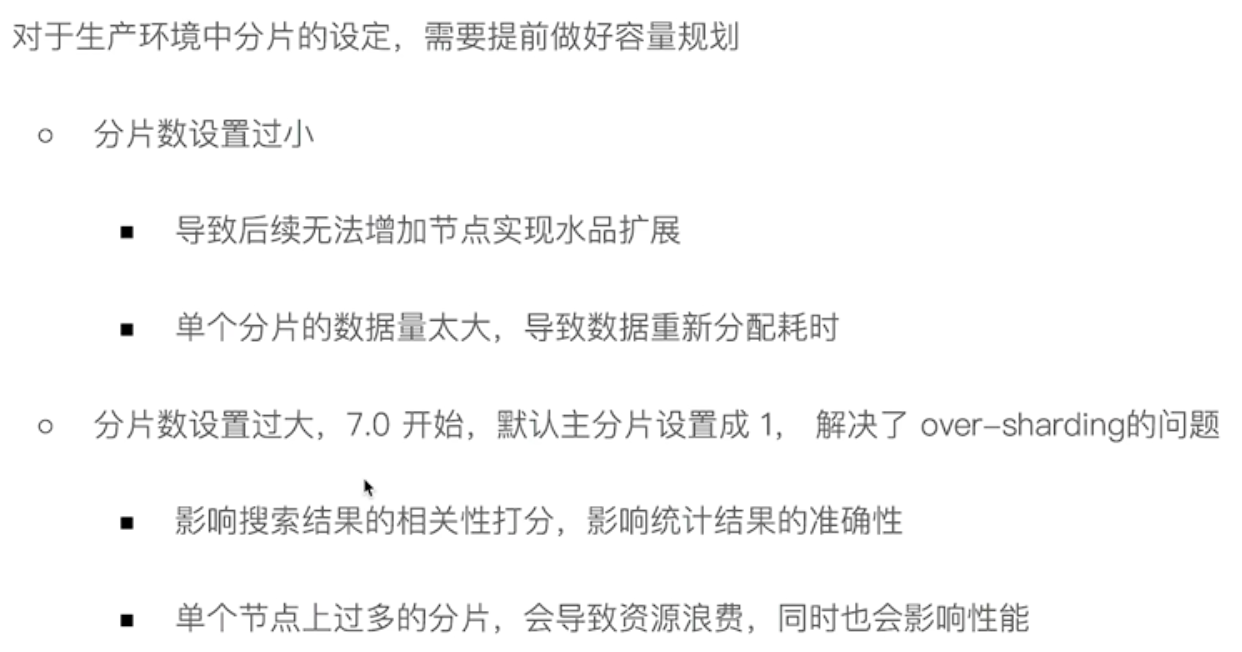 对于生产环境中分片的设定，需要提前做好容量规划
分片数设置过小
导致后续无法增加节点实现水品扩展
单个分片的数据量太大，导致数据重新分配耗时
分片数设置过大，7.0 开始，默认主分片设置成 1， 解决了 over-sharding的问题
影响搜索结果的相关性打分，影响统计结果的准确性
单个节点上过多的分片，会导致资源浪费，同时也会影响性能